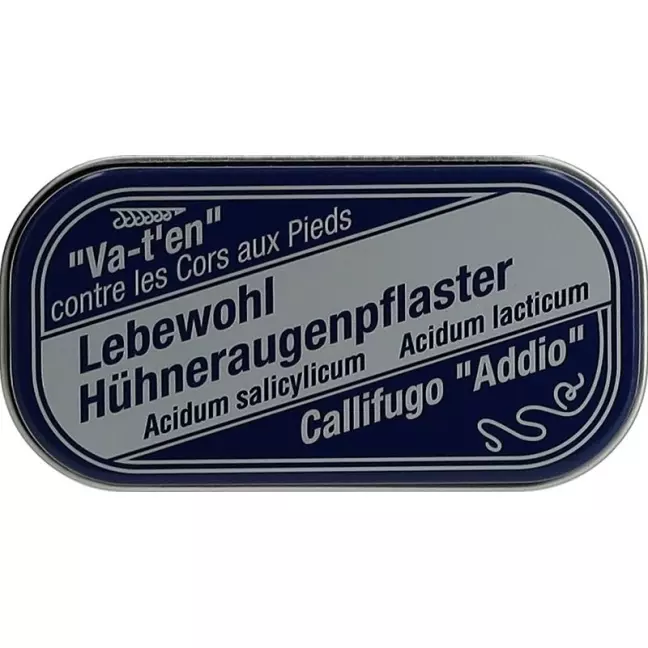 "Va-t'en"
contre les Cors aux Pieds
Lebewohl
Hühneraugenpflaster
Acidum salicylicum Acidum lacticum
Callifugo "Addio"